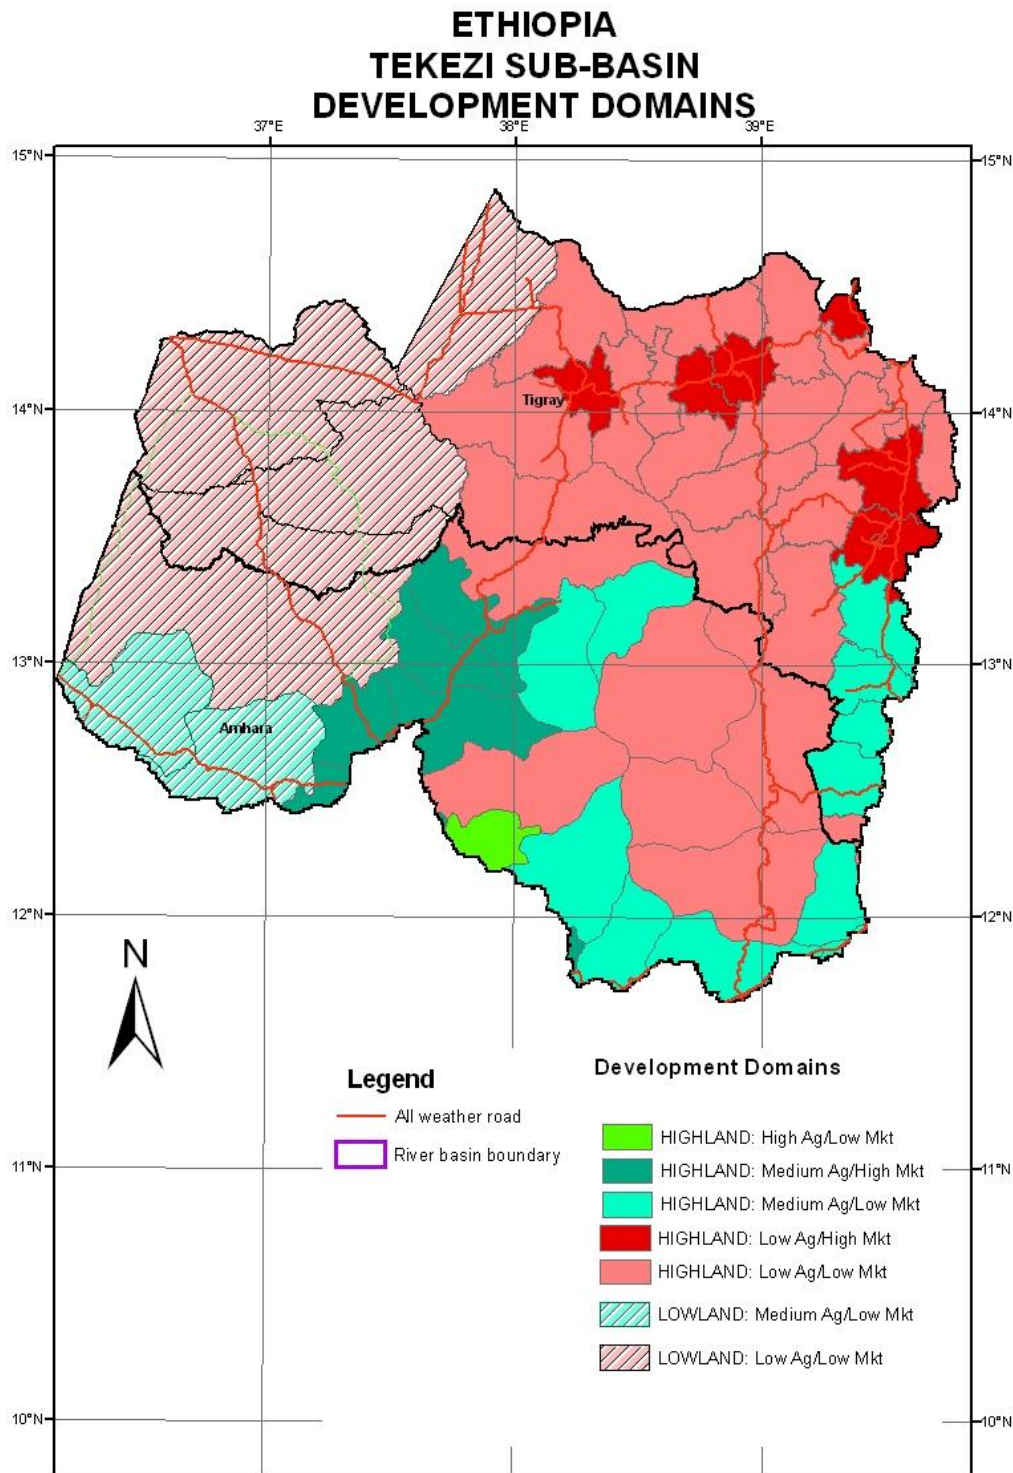 ETHIOPIA
TEKEZI SUB-BASIN
DEVELOPMENT DOMAINS
37°E
38°E
39°E
15°N
15°N
Tigray
14°N
14°N
13°N
13°N
Amhara
12°N
12°N
N
Legend
All weather road
River basin boundary
Development Domains
HIGHLAND: High Ag/Low Mkt
HIGHLAND: Medium Ag/High Mkt
HIGHLAND: Medium Ag/Low Mkt
HIGHLAND: Low Ag/High Mkt
HIGHLAND: Low Ag/Low Mkt
LOWLAND: Medium Ag/Low Mkt
LOWLAND: Low Ag/Low Mkt
11°N
11°N
10°N
10°N